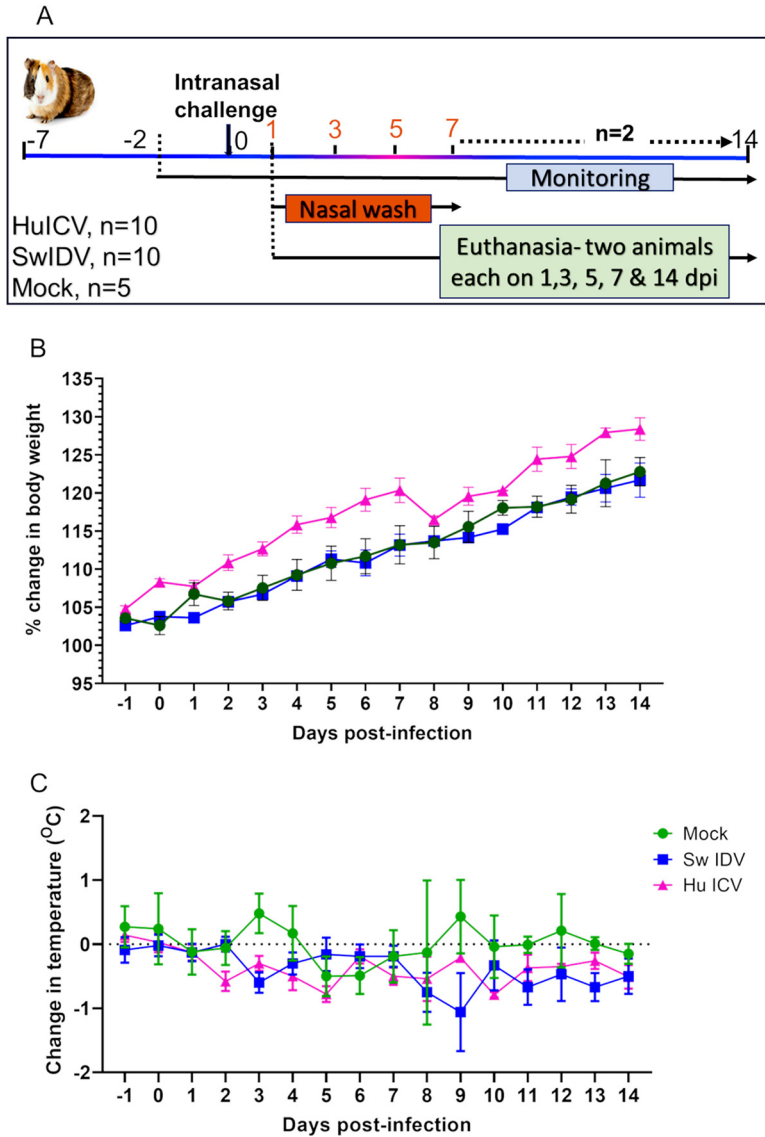 A
Intranasal
challenge
-7 -2 0 1 3 5 7 n=2 14
Monitoring
Nasal wash
HuICV, n=10
SwIDV, n=10
Mock, n=5
Euthanasia- two animals
each on 1,3, 5, 7 & 14 dpi
B
% change in body weight
135
130
125
120
115
110
105
100
95
-1 0 1 2 3 4 5 6 7 8 9 10 11 12 13 14
Days post-infection
C
Change in temperature (°C)
2
1
0
-1
-2
-1 0 1 2 3 4 5 6 7 8 9 10 11 12 13 14
Days post-infection
Mock
Sw IDV
Hu ICV